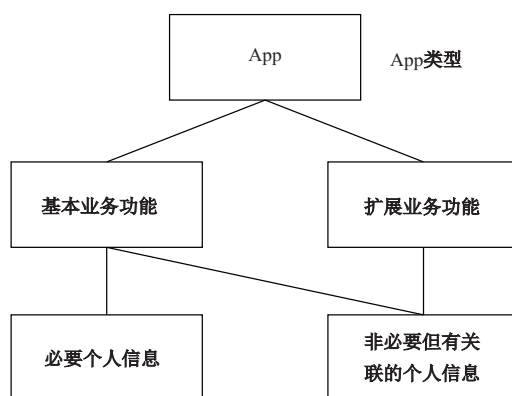 App
App类型
基本业务功能
扩展业务功能
必要个人信息
非必要但有关
联的个人信息